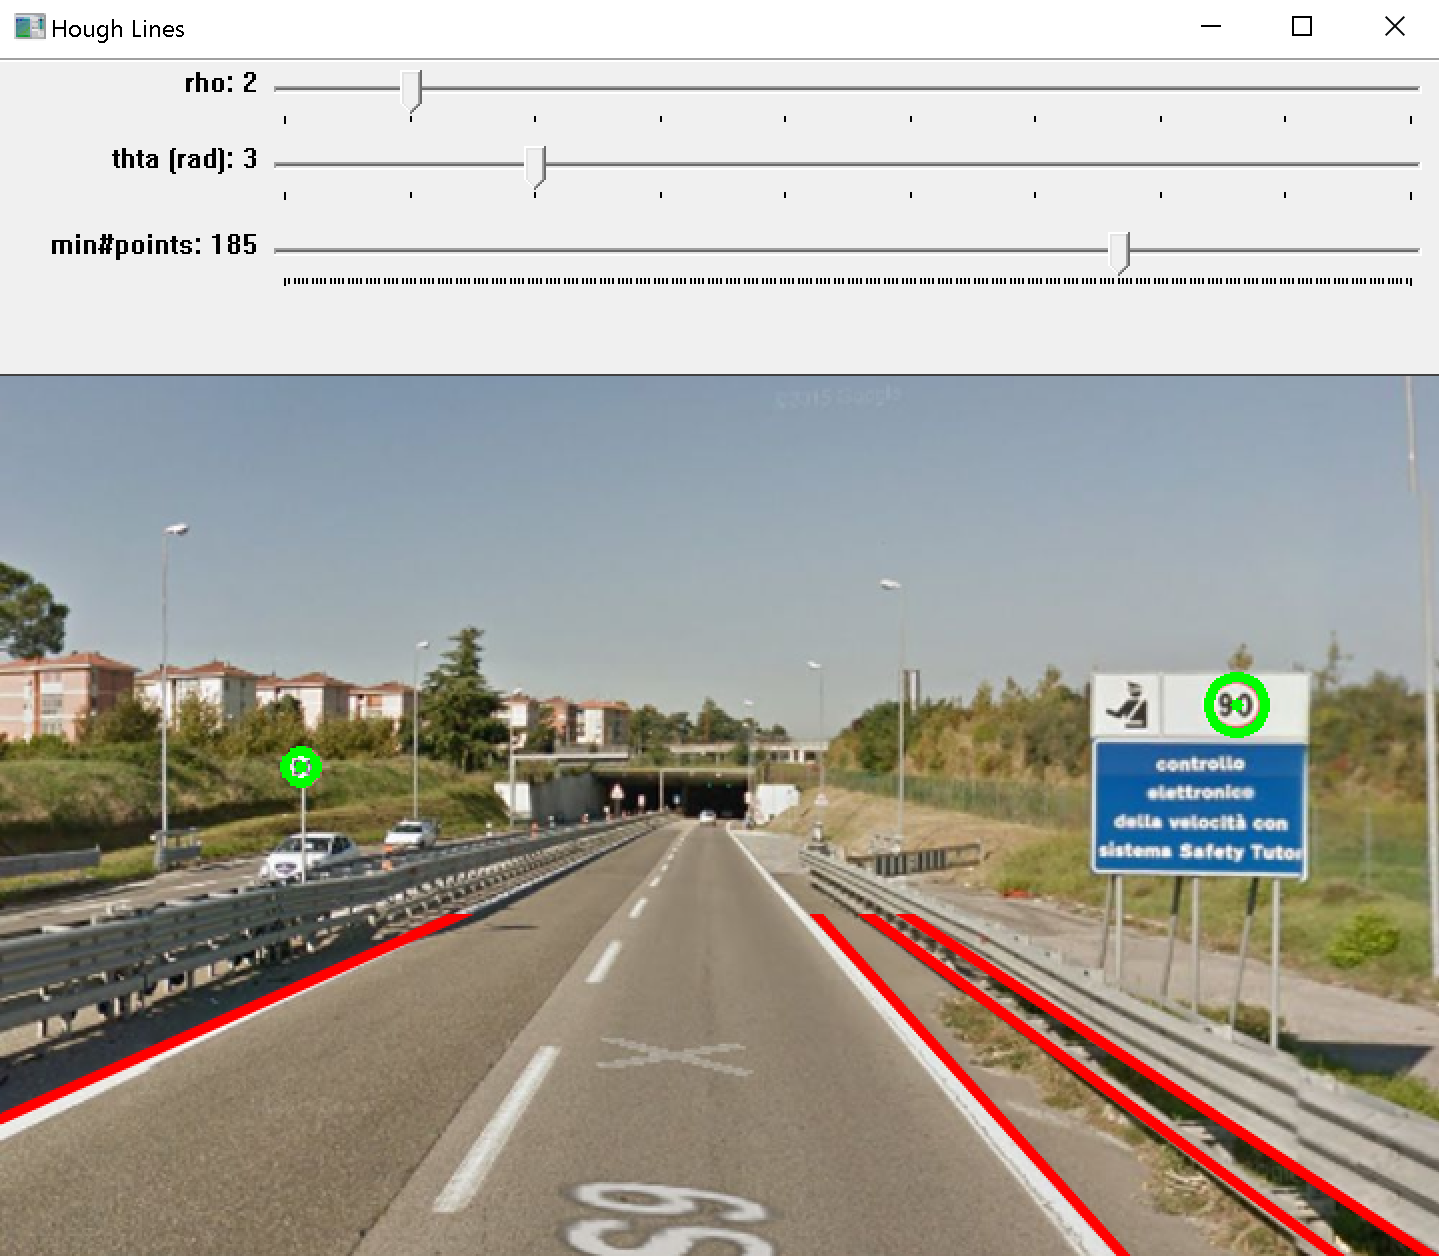 Hough Lines
rho: 2
thta (rad): 3
min#points: 185
90
controllo
elettronico
della velocità con
sistema Safety Tutor
S9